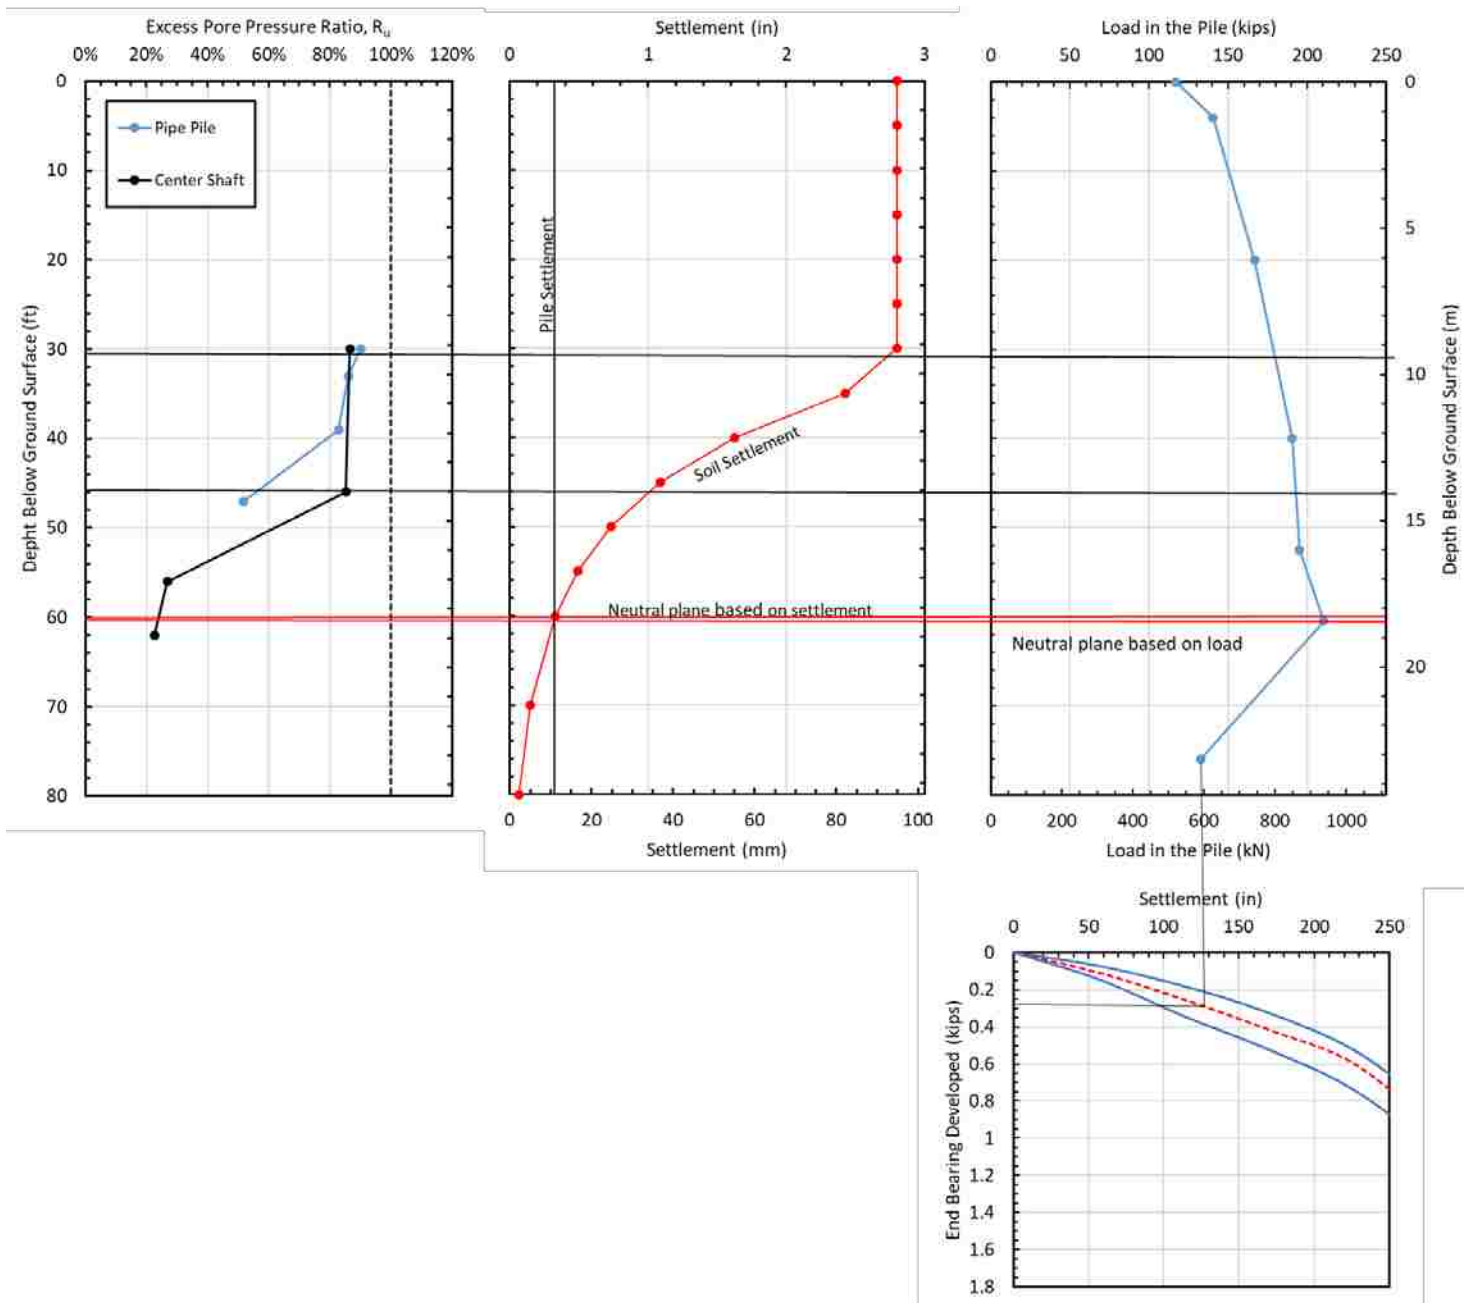 Excess Pore Pressure Ratio, Ru
0% 20% 40% 60% 80% 100% 120%
0
10
20
30
40
50
60
70
80
Depht Below Ground Surface (ft)
Pipe Pile
Center Shaft
Settlement (in)
0 1 2 3
Pile Settlement
Soil Settlement
Neutral plane based on settlement
0 20 40 60 80 100
Settlement (mm)
Load in the Pile (kips)
0 50 100 150 200 250
0
5
10
15
20
Depth Below Ground Surface (m)
Neutral plane based on load
0 200 400 600 800 1000
Load in the Pile (kN)
Settlement (in)
0 50 100 150 200 250
0
0.2
0.4
0.6
0.8
1
1.2
1.4
1.6
1.8
End Bearing Developed (kips)